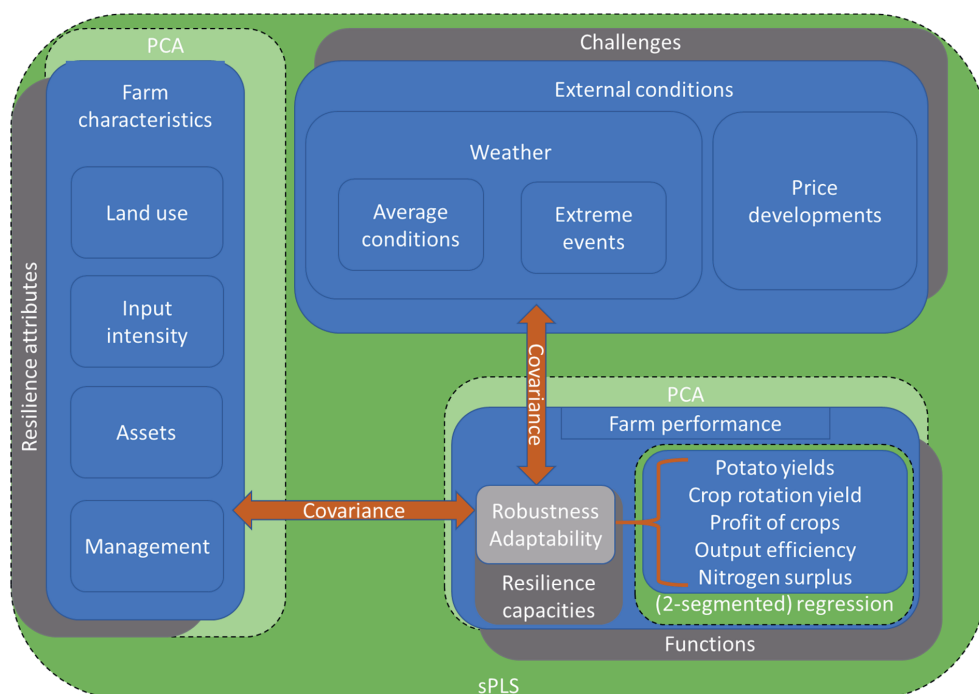 PCA
Farm
characteristics
Land use
Input
intensity
Assets
Management
Resilience attributes
Challenges
External conditions
Weather
Average
conditions
Extreme
events
Price
developments
Covariance
Covariance
PCA
Farm performance
Robustness
Adaptability
Resilience
capacities
Potato yields
Crop rotation yield
Profit of crops
Output efficiency
Nitrogen surplus
(2-segmented) regression
Functions
sPLS